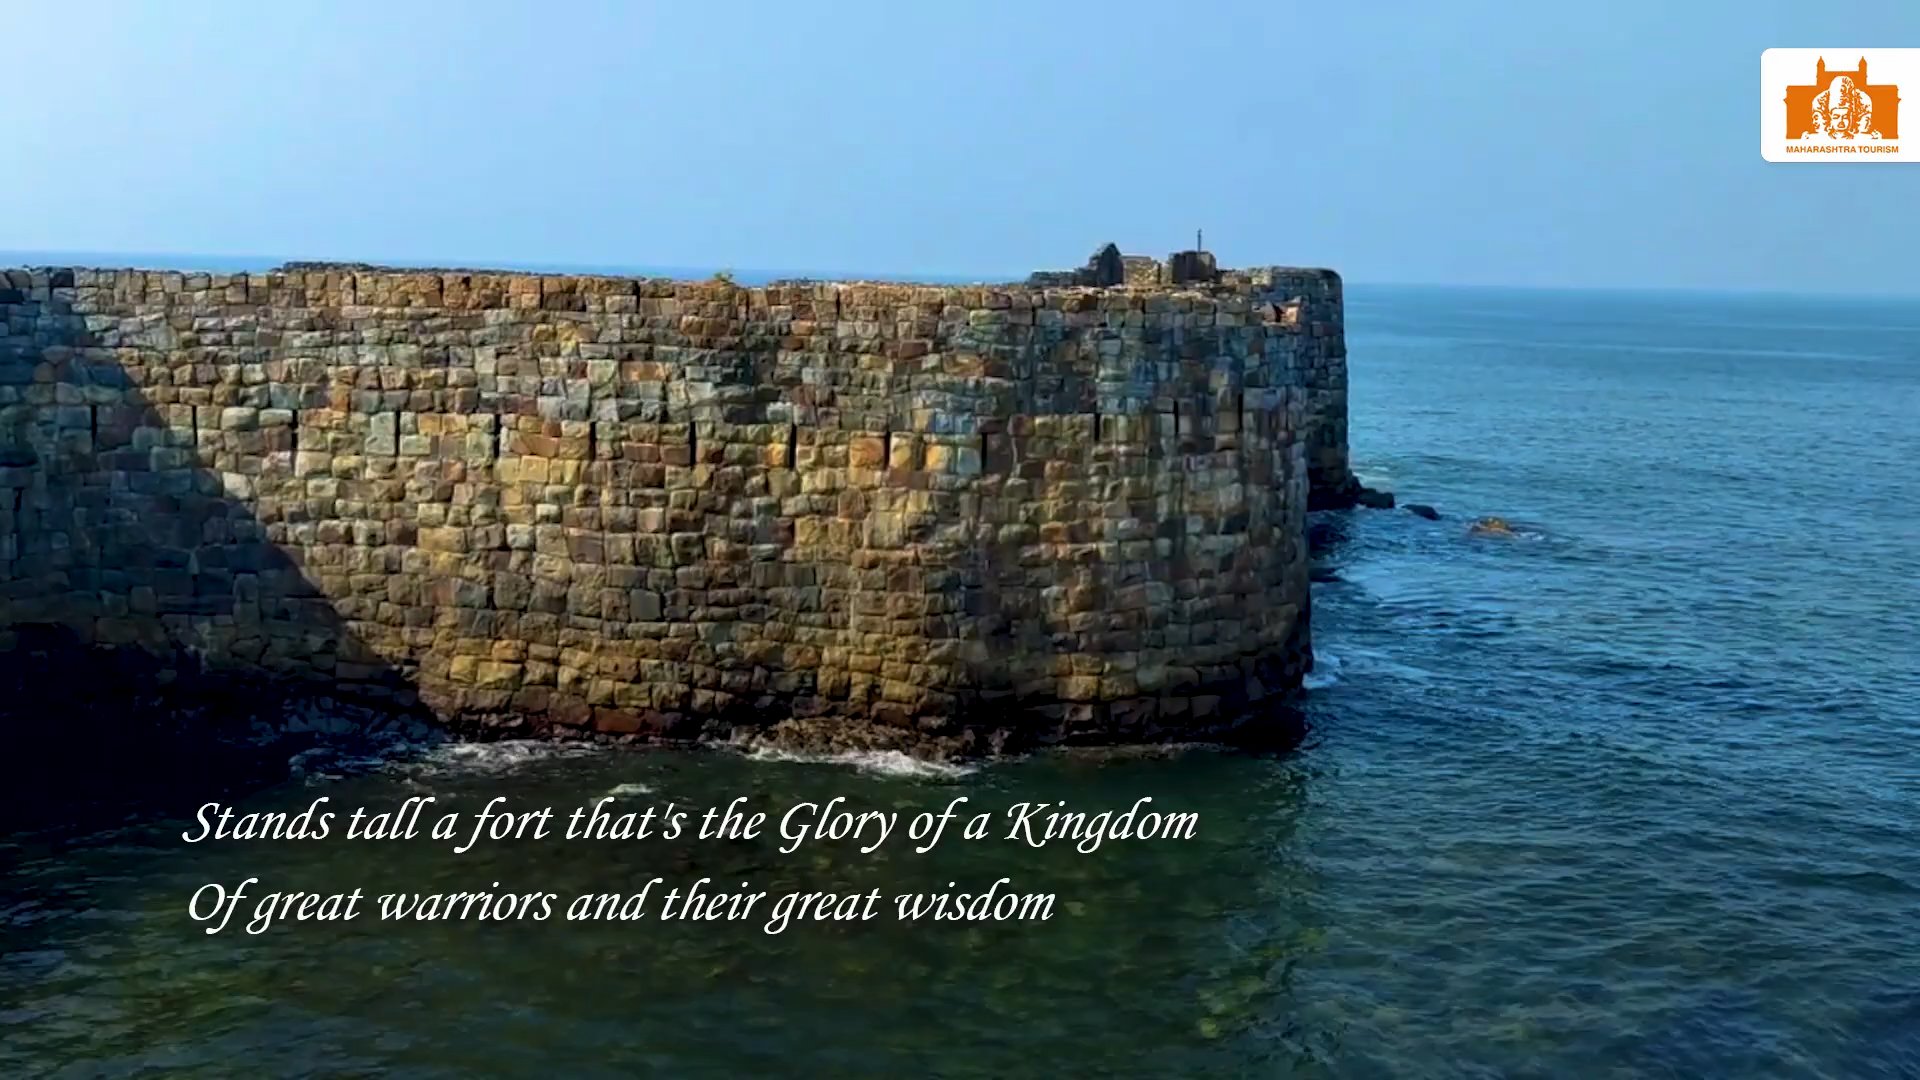 MAHARASHTRA TOURISM
Stands tall a fort that's the Glory of a Kingdom
Of great warriors and their great wisdom